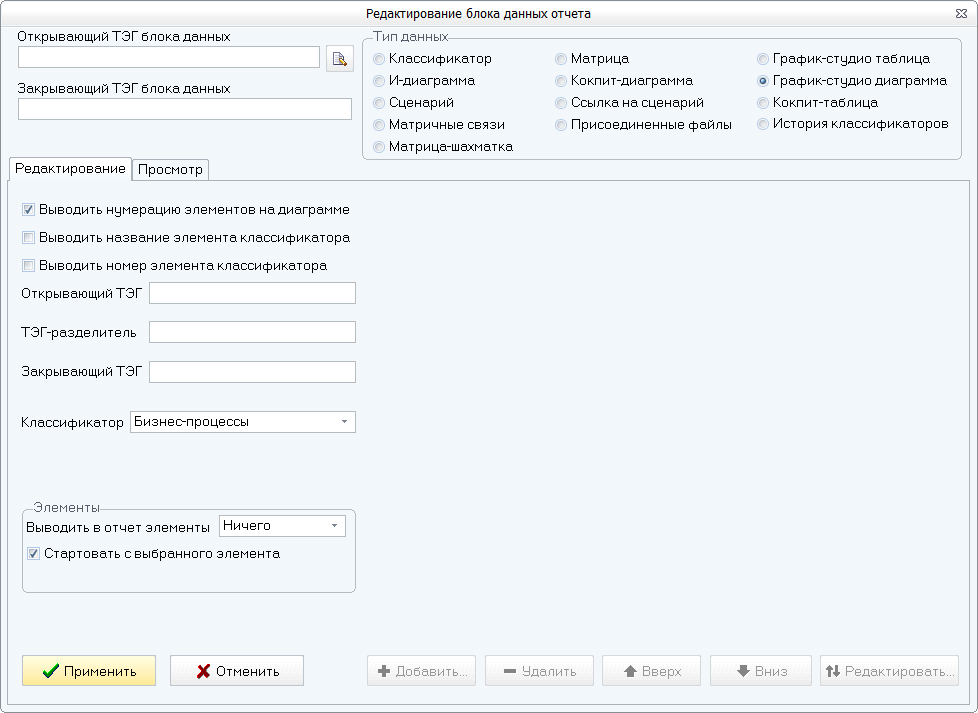 Редактирование блока данных отчета
Открывающий ТЭГ блока данных
Закрывающий ТЭГ блока данных
Тип данных
Классификатор
Матрица
График-студио таблица
И-диаграмма
Кокпит-диаграмма
График-студио диаграмма
Сценарий
Ссылка на сценарий
Кокпит-таблица
Матричные связи
Присоединенные файлы
История классификаторов
Матрица-шахматка
Редактирование
Просмотр
Выводить нумерацию элементов на диаграмме
Выводить название элемента классификатора
Выводить номер элемента классификатора
Открывающий ТЭГ
ТЭГ-разделитель
Закрывающий ТЭГ
Классификатор Бизнес-процессы
Элементы
Выводить в отчет элементы Ничего
Стартовать с выбранного элемента
Применить
Отменить
Добавить...
Удалить
Вверх
Вниз
Редактировать...